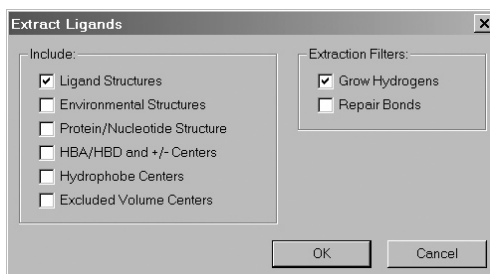 Extract Ligands
Include:
Ligand Structures
Environmental Structures
Protein/Nucleotide Structure
HBA/HBD and +/- Centers
Hydrophobe Centers
Excluded Volume Centers
Extraction Filters:
Grow Hydrogens
Repair Bonds
OK
Cancel